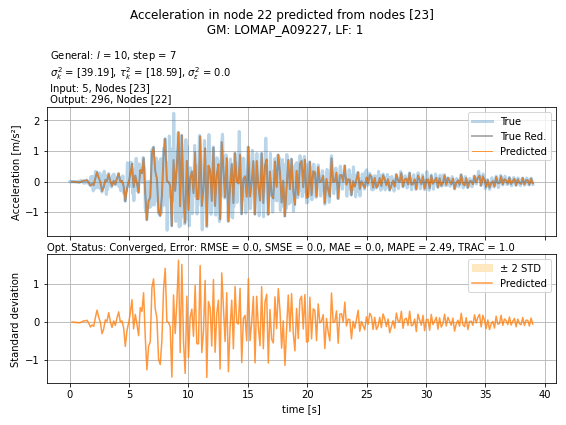 Acceleration in node 22 predicted from nodes [23]
GM: LOMAP_A09227, LF: 1
General: l = 10, step = 7
σ²ₖ = [39.19], τ²ₖ = [18.59], σ²ₑ = 0.0
Input: 5, Nodes [23]
Output: 296, Nodes [22]
Acceleration [m/s²]
2
1
0
−1
True
True Red.
Predicted
Opt. Status: Converged, Error: RMSE = 0.0, SMSE = 0.0, MAE = 0.0, MAPE = 2.49, TRAC = 1.0
Standard deviation
1
0
−1
± 2 STD
Predicted
0 5 10 15 20 25 30 35 40
time [s]